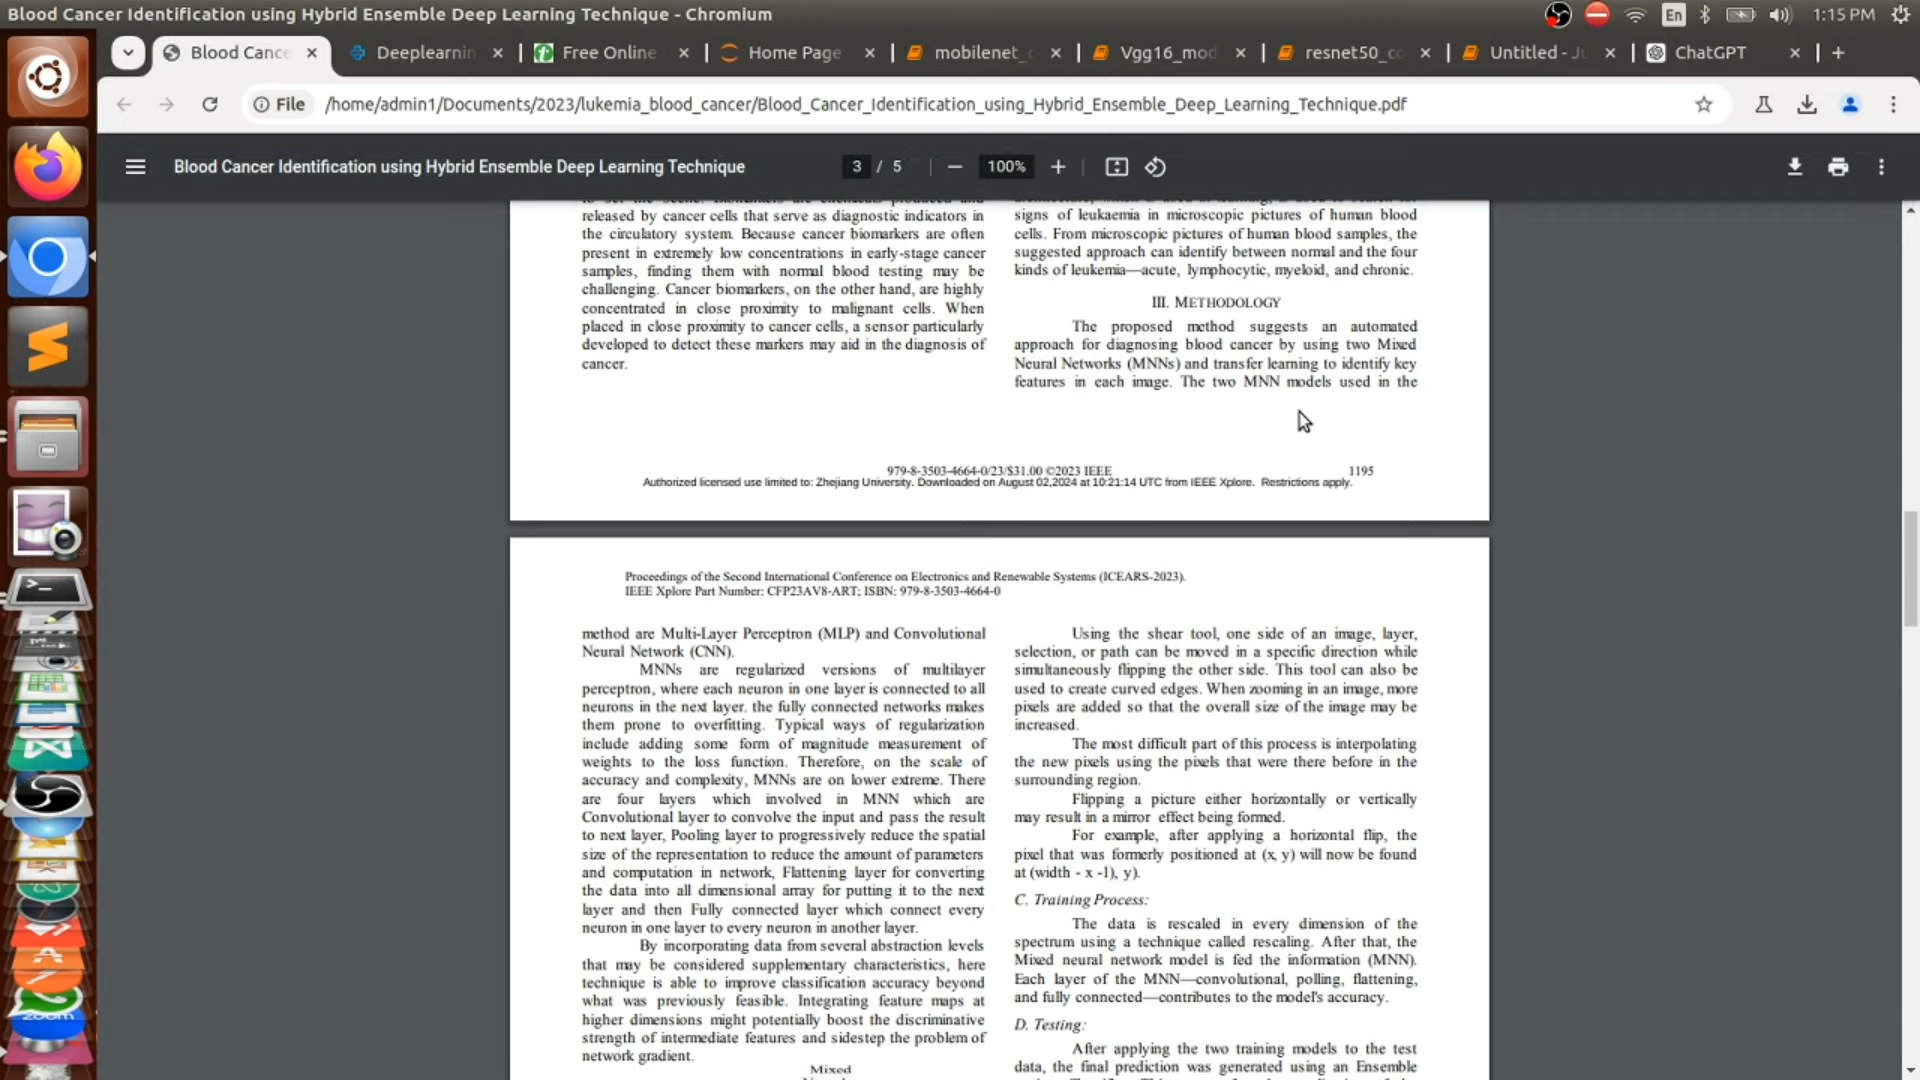 Blood Cancer Identification using Hybrid Ensemble Deep Learning Technique - Chromium
En
1:15 PM
Blood Cance
Deeplearnin
Free Online
Home Page
mobilenet_c
Vgg16_mod
resnet50_co
Untitled - Ju
ChatGPT
File
/home/admin1/Documents/2023/lukemia_blood_cancer/Blood_Cancer_Identification_using_Hybrid_Ensemble_Deep_Learning_Technique.pdf
Blood Cancer Identification using Hybrid Ensemble Deep Learning Technique
3 / 5
100%
released by cancer cells that serve as diagnostic indicators in
the circulatory system. Because cancer biomarkers are often
present in extremely low concentrations in early-stage cancer
samples, finding them with normal blood testing may be
challenging. Cancer biomarkers, on the other hand, are highly
concentrated in close proximity to malignant cells. When
placed in close proximity to cancer cells, a sensor particularly
developed to detect these markers may aid in the diagnosis of
cancer.
signs of leukaemia in microscopic pictures of human blood
cells. From microscopic pictures of human blood samples, the
suggested approach can identify between normal and the four
kinds of leukemia—acute, lymphocytic, myeloid, and chronic.
III. METHODOLOGY
The proposed method suggests an automated
approach for diagnosing blood cancer by using two Mixed
Neural Networks (MNNs) and transfer learning to identify key
features in each image. The two MNN models used in the
979-8-3503-4664-0/23/$31.00 ©2023 IEEE
1195
Authorized licensed use limited to: Zhejiang University. Downloaded on August 02,2024 at 10:21:14 UTC from IEEE Xplore. Restrictions apply.
Proceedings of the Second International Conference on Electronics and Renewable Systems (ICEARS-2023).
IEEE Xplore Part Number: CFP23AV8-ART; ISBN: 979-8-3503-4664-0
method are Multi-Layer Perceptron (MLP) and Convolutional
Neural Network (CNN).
MNNs are regularized versions of multilayer
perceptron, where each neuron in one layer is connected to all
neurons in the next layer. the fully connected networks makes
them prone to overfitting. Typical ways of regularization
include adding some form of magnitude measurement of
weights to the loss function. Therefore, on the scale of
accuracy and complexity, MNNs are on lower extreme. There
are four layers which involved in MNN which are
Convolutional layer to convolve the input and pass the result
to next layer, Pooling layer to progressively reduce the spatial
size of the representation to reduce the amount of parameters
and computation in network, Flattening layer for converting
the data into all dimensional array for putting it to the next
layer and then Fully connected layer which connect every
neuron in one layer to every neuron in another layer.
By incorporating data from several abstraction levels
that may be considered supplementary characteristics, here
technique is able to improve classification accuracy beyond
what was previously feasible. Integrating feature maps at
higher dimensions might potentially boost the discriminative
strength of intermediate features and sidestep the problem of
network gradient.
Mixed
Using the shear tool, one side of an image, layer,
selection, or path can be moved in a specific direction while
simultaneously flipping the other side. This tool can also be
used to create curved edges. When zooming in an image, more
pixels are added so that the overall size of the image may be
increased.
The most difficult part of this process is interpolating
the new pixels using the pixels that were there before in the
surrounding region.
Flipping a picture either horizontally or vertically
may result in a mirror effect being formed.
For example, after applying a horizontal flip, the
pixel that was formerly positioned at (x, y) will now be found
at (width - x -1), y).
C. Training Process:
The data is rescaled in every dimension of the
spectrum using a technique called rescaling. After that, the
Mixed neural network model is fed the information (MNN).
Each layer of the MNN—convolutional, polling, flattening,
and fully connected—contributes to the model's accuracy.
D. Testing:
After applying the two training models to the test
data, the final prediction was generated using an Ensemble
zoom